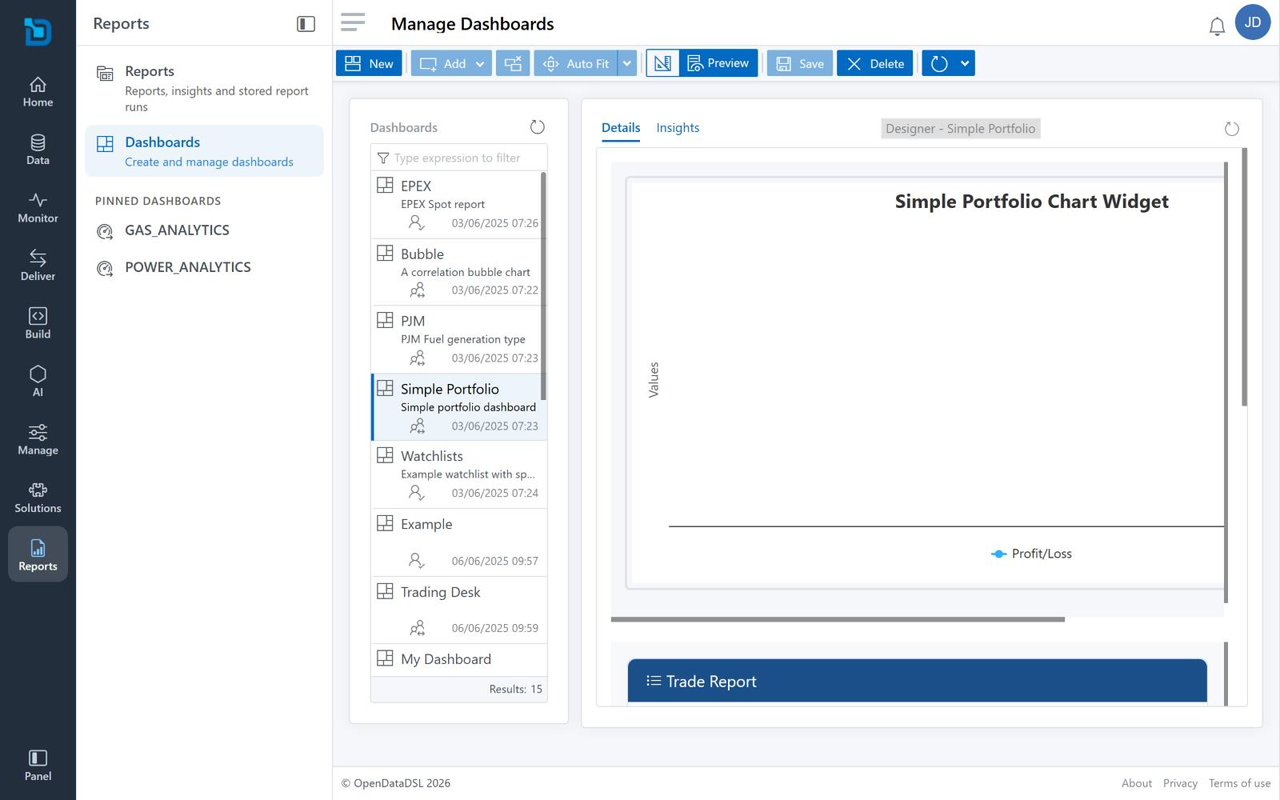 Reports
Manage Dashboards
JD
New
Add
Auto Fit
Preview
Save
Delete
Home
Data
Monitor
Deliver
Build
AI
Manage
Solutions
Reports
Panel
Reports
Reports, insights and stored report
runs
Dashboards
Create and manage dashboards
PINNED DASHBOARDS
GAS_ANALYTICS
POWER_ANALYTICS
Dashboards
Type expression to filter
EPEX
EPEX Spot report
03/06/2025 07:26
Bubble
A correlation bubble chart
03/06/2025 07:22
PJM
PJM Fuel generation type
03/06/2025 07:23
Simple Portfolio
Simple portfolio dashboard
03/06/2025 07:23
Watchlists
Example watchlist with sp...
03/06/2025 07:24
Example
06/06/2025 09:57
Trading Desk
06/06/2025 09:59
My Dashboard
Results: 15
Details
Insights
Designer - Simple Portfolio
Simple Portfolio Chart Widget
Values
Profit/Loss
Trade Report
© OpenDataDSL 2026
About
Privacy
Terms of use